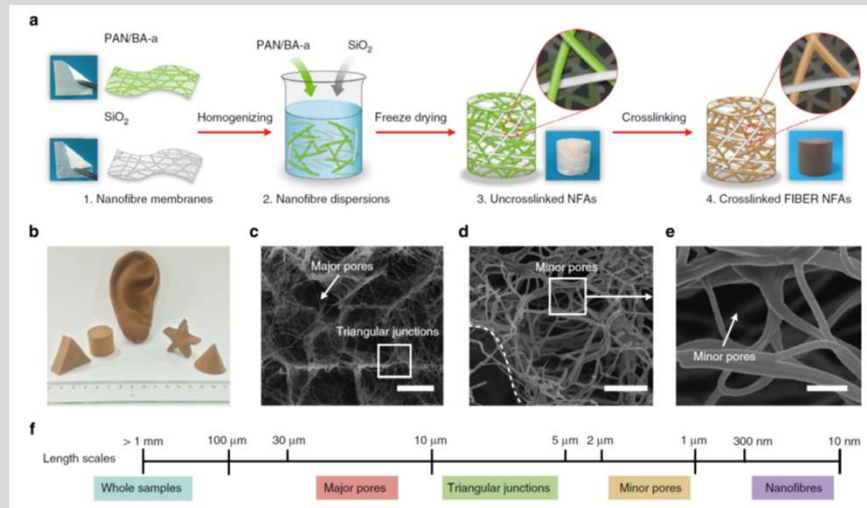 a
PAN/BA-a
SiO₂
1. Nanofibre membranes
Homogenizing
PAN/BA-a SiO₂
2. Nanofibre dispersions
Freeze drying
3. Uncrosslinked NFAs
Crosslinking
4. Crosslinked FIBER NFAs
b
c
Major pores
Triangular junctions
d
Minor pores
e
Minor pores
f
Length scales
> 1 mm 100 μm 30 μm 10 μm 5 μm 2 μm 1 μm 300 nm 10 nm
Whole samples Major pores Triangular junctions Minor pores Nanofibres